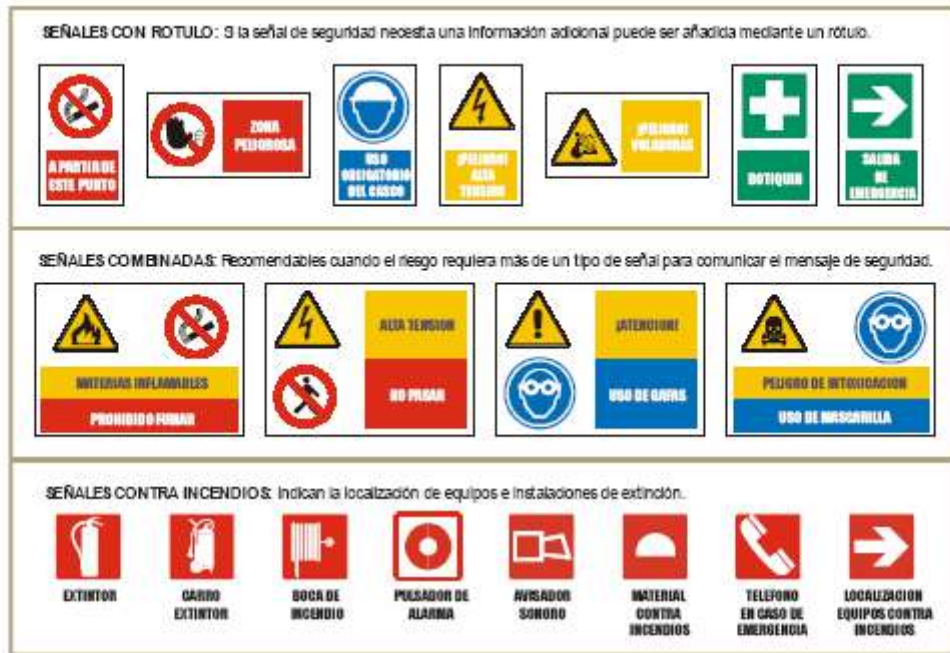 SEÑALES CON ROTULO: Si la señal de seguridad necesita una información adicional puede ser añadida mediante un rótulo.
A PARTIR DE
ESTE PUNTO
ZONA
PELIGROSA
USO
OBLIGATORIO
DEL CASCO
¡PELIGRO!
ALTA
TENSION
¡PELIGRO!
VOLADURAS
BOTIQUIN
SALIDA
DE
EMERGENCIA
SEÑALES COMBINADAS: Recomendables cuando el riesgo requiera más de un tipo de señal para comunicar el mensaje de seguridad.
MATERIAS INFLAMABLES
PROHIBIDO FUMAR
ALTA TENSION
NO PASAR
¡ATENCION!
USO DE GAFAS
PELIGRO DE INTOXICACION
USO DE MASCARILLA
SEÑALES CONTRA INCENDIOS: Indican la localización de equipos e instalaciones de extinción.
EXTINTOR
CARRO
EXTINTOR
BOCA DE
INCENDIO
PULSADOR DE
ALARMA
AVISADOR
SONORO
MATERIAL
CONTRA
INCENDIOS
TELEFONO
EN CASO DE
EMERGENCIA
LOCALIZACION
EQUIPOS CONTRA
INCENDIOS